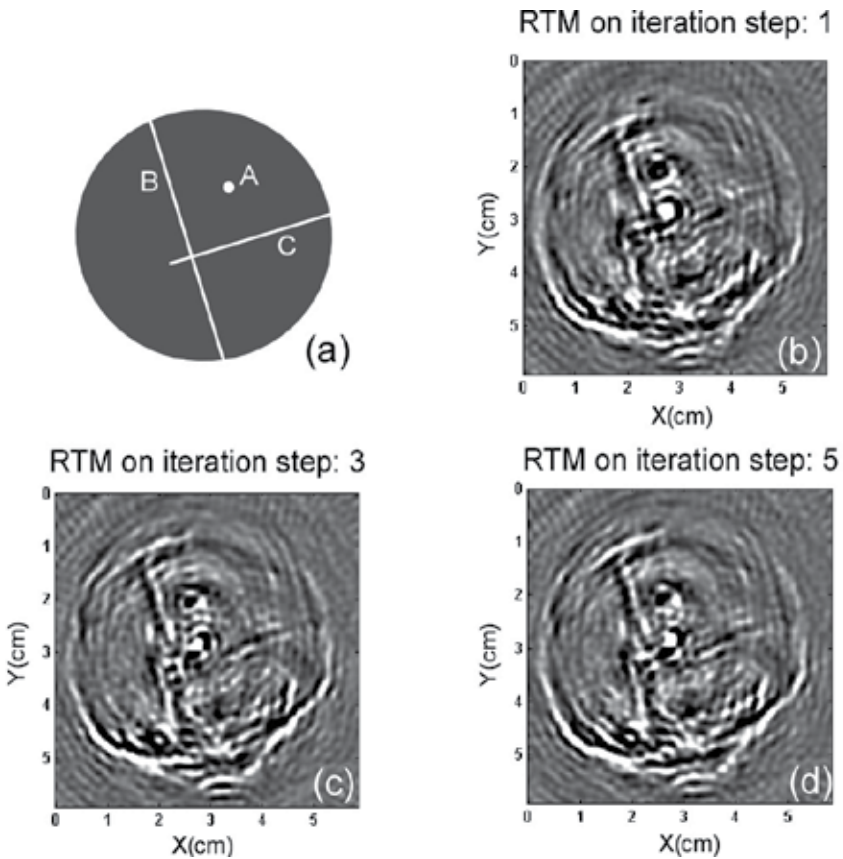 RTM on iteration step: 1
B
A
C
(a)
0
1
2
3
4
5
Y(cm)
0 1 2 3 4 5
X(cm)
(b)
RTM on iteration step: 3
0
1
2
3
4
5
Y(cm)
0 1 2 3 4 5
X(cm)
(c)
RTM on iteration step: 5
0
1
2
3
4
5
Y(cm)
0 1 2 3 4 5
X(cm)
(d)